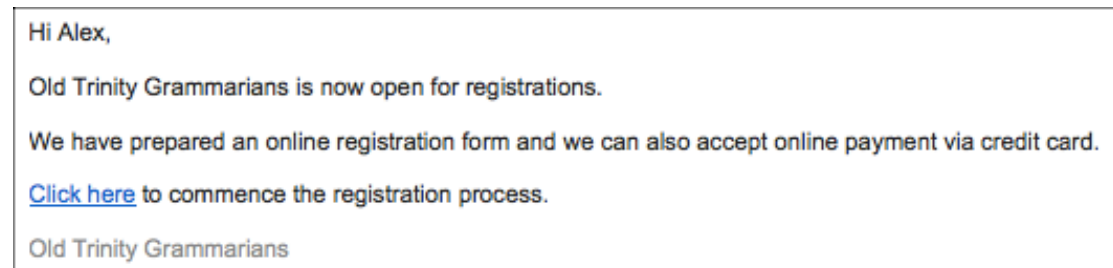 Hi Alex,
Old Trinity Grammarians is now open for registrations.
We have prepared an online registration form and we can also accept online payment via credit card.
Click here to commence the registration process.
Old Trinity Grammarians